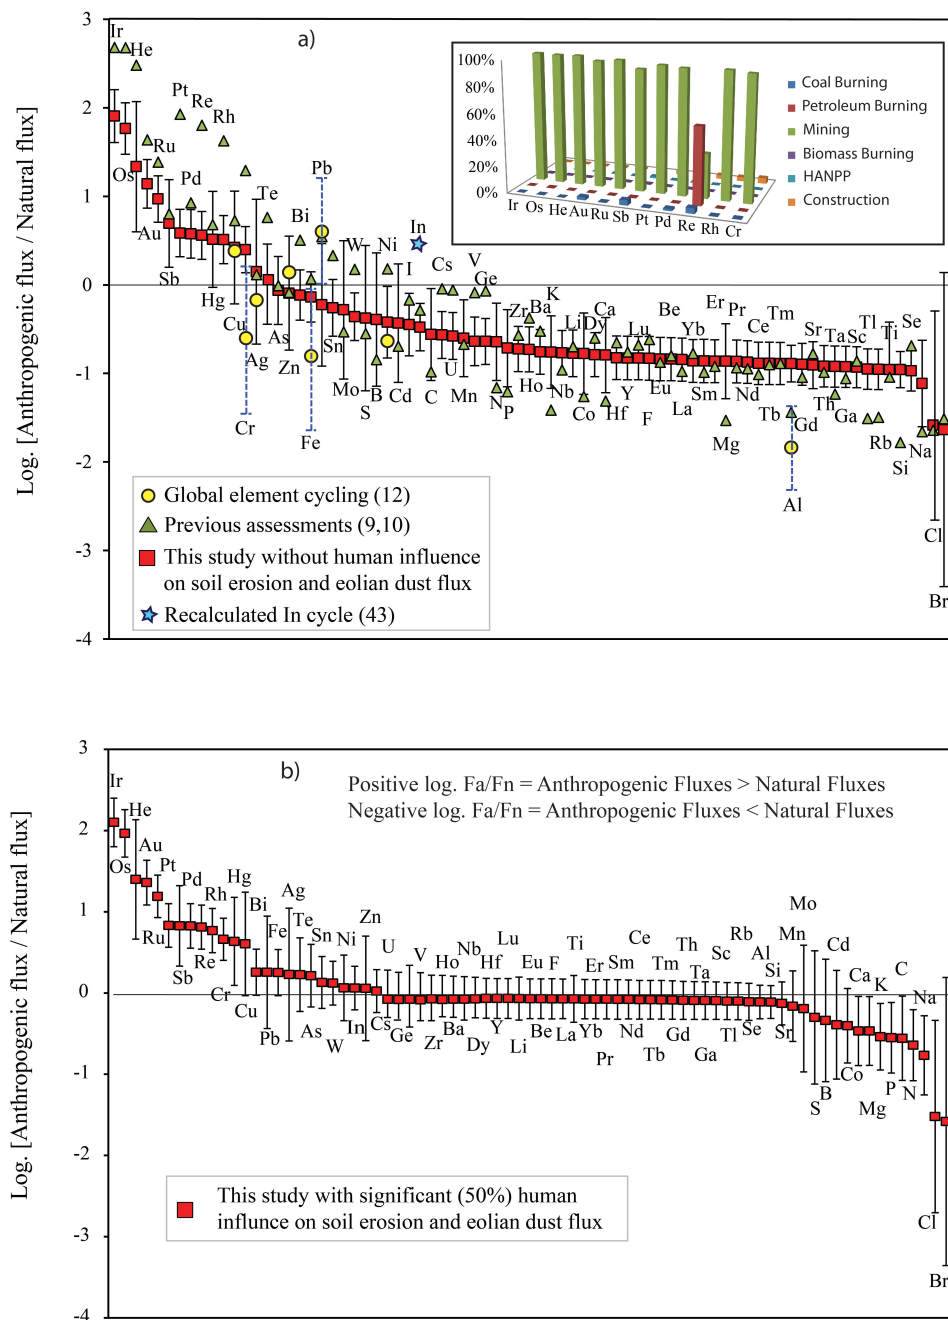 3
2
1
0
-1
-2
-3
-4
Log. [Anthropogenic flux / Natural flux]
a)
Ir
He
Os
Ru
Au
Pt
Re
Rh
Pd
Sb
Hg
Te
Cu
Ag
Cr
Bi
As
Zn
Fe
Pb
Sn
W
Mo
S
Ni
B
Cd
I
In
C
Cs
U
V
Ge
Mn
N
P
Zr
Ba
K
Ho
Nb
Li
Co
Dy
Ca
Hf
Y
Lu
F
Eu
Be
La
Yb
Sm
Er
Mg
Pr
Nd
Ce
Tm
Tb
Al
Gd
Sr
Th
Ta
Ga
Sc
Tl
Rb
Ti
Si
Se
Na
Cl
Br
100%
80%
60%
40%
20%
0%
Ir Os He Au Ru Sb Pt Pd Re Rh Cr
Coal Burning
Petroleum Burning
Mining
Biomass Burning
HANPP
Construction
Global element cycling (12)
Previous assessments (9,10)
This study without human influence
on soil erosion and eolian dust flux
Recalculated In cycle (43)
3
2
1
0
-1
-2
-3
-4
Log. [Anthropogenic flux / Natural flux]
b)
Positive log. Fa/Fn = Anthropogenic Fluxes > Natural Fluxes
Negative log. Fa/Fn = Anthropogenic Fluxes < Natural Fluxes
Ir
Os
He
Au
Ru
Pt
Sb
Pd
Re
Rh
Cr
Hg
Cu
Bi
Pb
Fe
Ag
Te
As
Sn
W
Ni
In
Zn
Cs
U
Ge
V
Zr
Ho
Ba
Nb
Dy
Hf
Y
Lu
Li
Eu
Be
F
La
Ti
Yb
Er
Pr
Sm
Nd
Ce
Tb
Tm
Gd
Th
Ta
Ga
Sc
Tl
Rb
Se
Al
Si
Sr
Mn
Mo
S
B
Cd
Co
Ca
Mg
K
P
C
N
Na
Cl
Br
This study with significant (50%) human
influnce on soil erosion and eolian dust flux